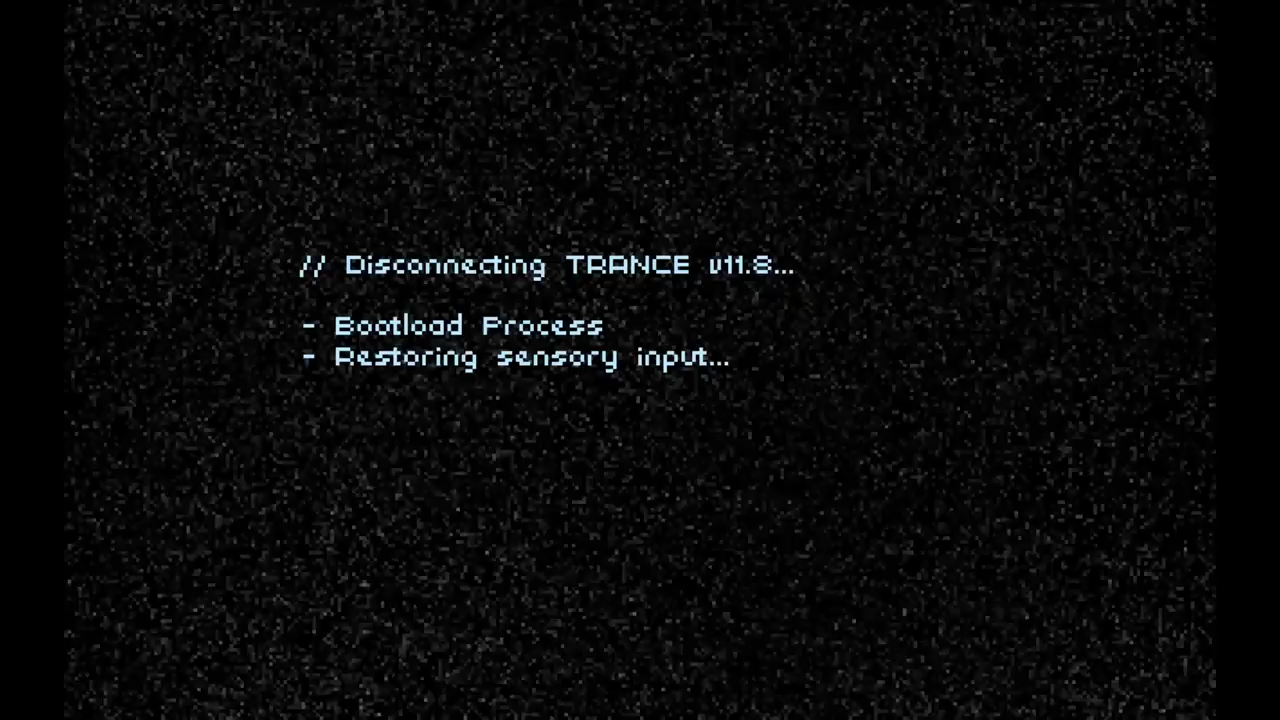 // Disconnecting TRANCE v11.8...
- Bootload Process
- Restoring sensory input...